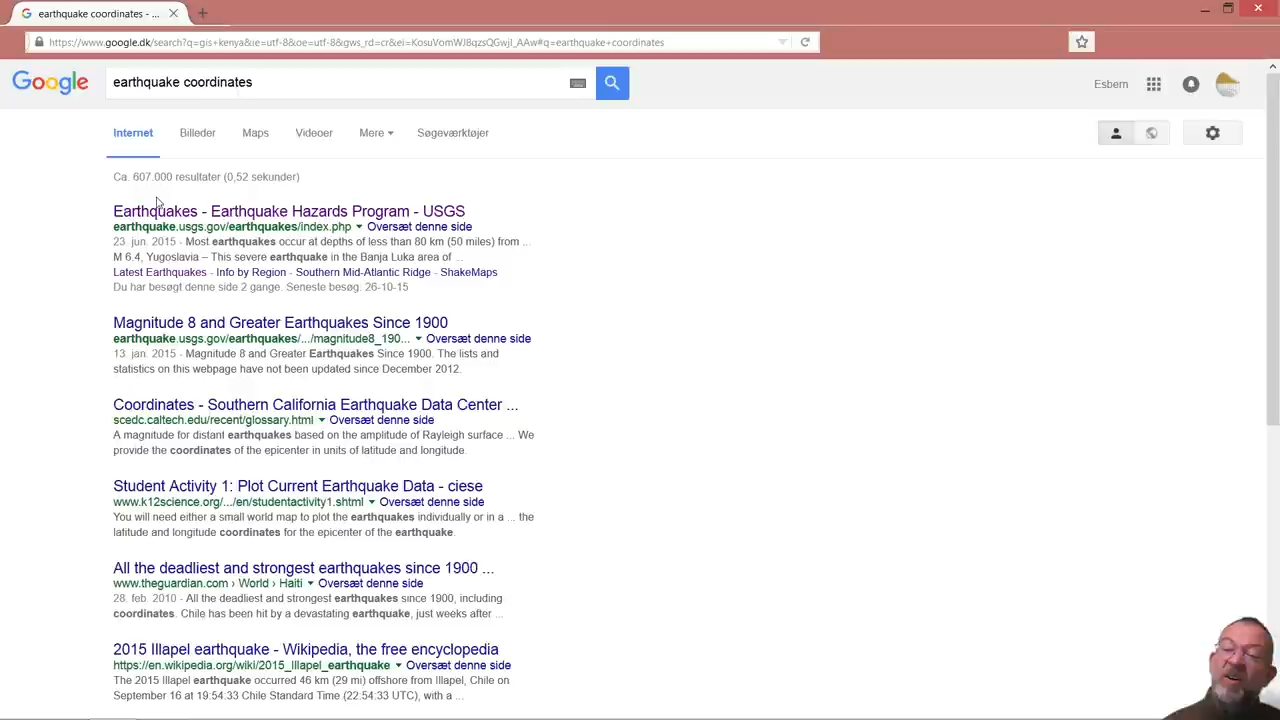 earthquake coordinates - ...
https://www.google.dk/search?q=gis+kenya&ie=utf-8&oe=utf-8&gws_rd=cr&ei=KosuVomWJ8qzsQGwjI_AAw#q=earthquake+coordinates
Google
earthquake coordinates
Esbern
Internet
Billeder
Maps
Videoer
Mere
Søgeværktøjer
Ca. 607.000 resultater (0,52 sekunder)
Earthquakes - Earthquake Hazards Program - USGS
earthquake.usgs.gov/earthquakes/index.php Oversæt denne side
23. jun. 2015 - Most earthquakes occur at depths of less than 80 km (50 miles) from ...
M 6.4, Yugoslavia – This severe earthquake in the Banja Luka area of ...
Latest Earthquakes - Info by Region - Southern Mid-Atlantic Ridge - ShakeMaps
Du har besøgt denne side 2 gange. Seneste besøg: 26-10-15
Magnitude 8 and Greater Earthquakes Since 1900
earthquake.usgs.gov/earthquakes/.../magnitude8_190... Oversæt denne side
13. jan. 2015 - Magnitude 8 and Greater Earthquakes Since 1900. The lists and
statistics on this webpage have not been updated since December 2012.
Coordinates - Southern California Earthquake Data Center ...
scedc.caltech.edu/recent/glossary.html Oversæt denne side
A magnitude for distant earthquakes based on the amplitude of Rayleigh surface ... We
provide the coordinates of the epicenter in units of latitude and longitude.
Student Activity 1: Plot Current Earthquake Data - ciese
www.k12science.org/.../en/studentactivity1.shtml Oversæt denne side
You will need either a small world map to plot the earthquakes individually or in a ... the
latitude and longitude coordinates for the epicenter of the earthquake.
All the deadliest and strongest earthquakes since 1900 ...
www.theguardian.com › World › Haiti Oversæt denne side
28. feb. 2010 - All the deadliest and strongest earthquakes since 1900, including
coordinates. Chile has been hit by a devastating earthquake, just weeks after ...
2015 Illapel earthquake - Wikipedia, the free encyclopedia
https://en.wikipedia.org/wiki/2015_Illapel_earthquake Oversæt denne side
The 2015 Illapel earthquake occurred 46 km (29 mi) offshore from Illapel, Chile on
September 16 at 19:54:33 Chile Standard Time (22:54:33 UTC), with a ...